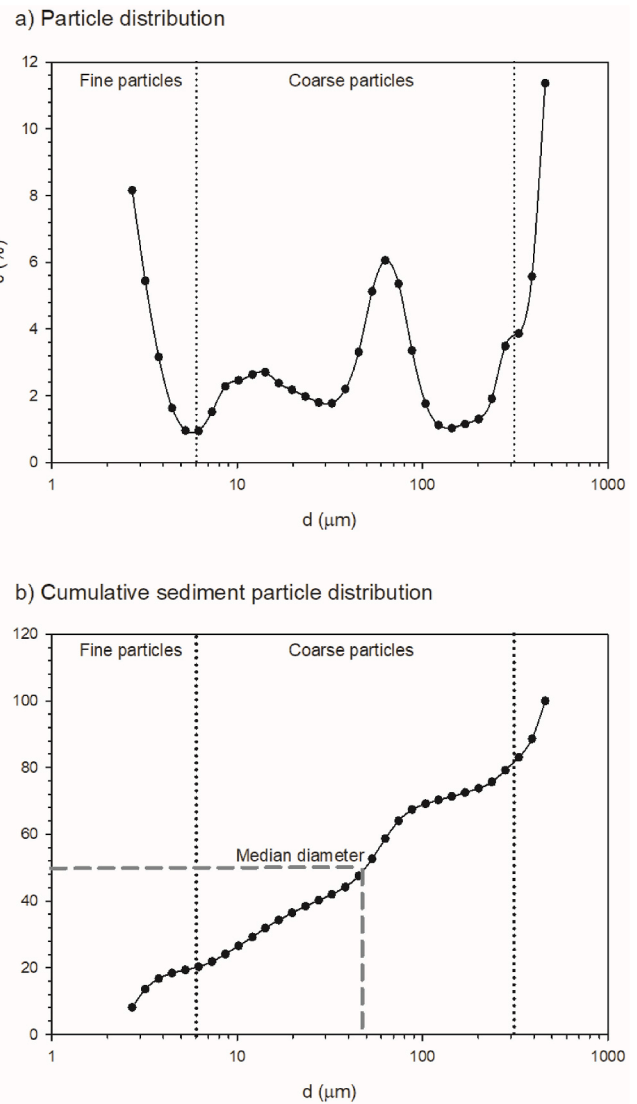 a) Particle distribution
12
Fine particles
Coarse particles
10
8
6
4
2
0
(%)
1
10
100
1000
d (μm)
b) Cumulative sediment particle distribution
120
Fine particles
Coarse particles
100
80
60
Median diameter
40
20
0
1
10
100
1000
d (μm)